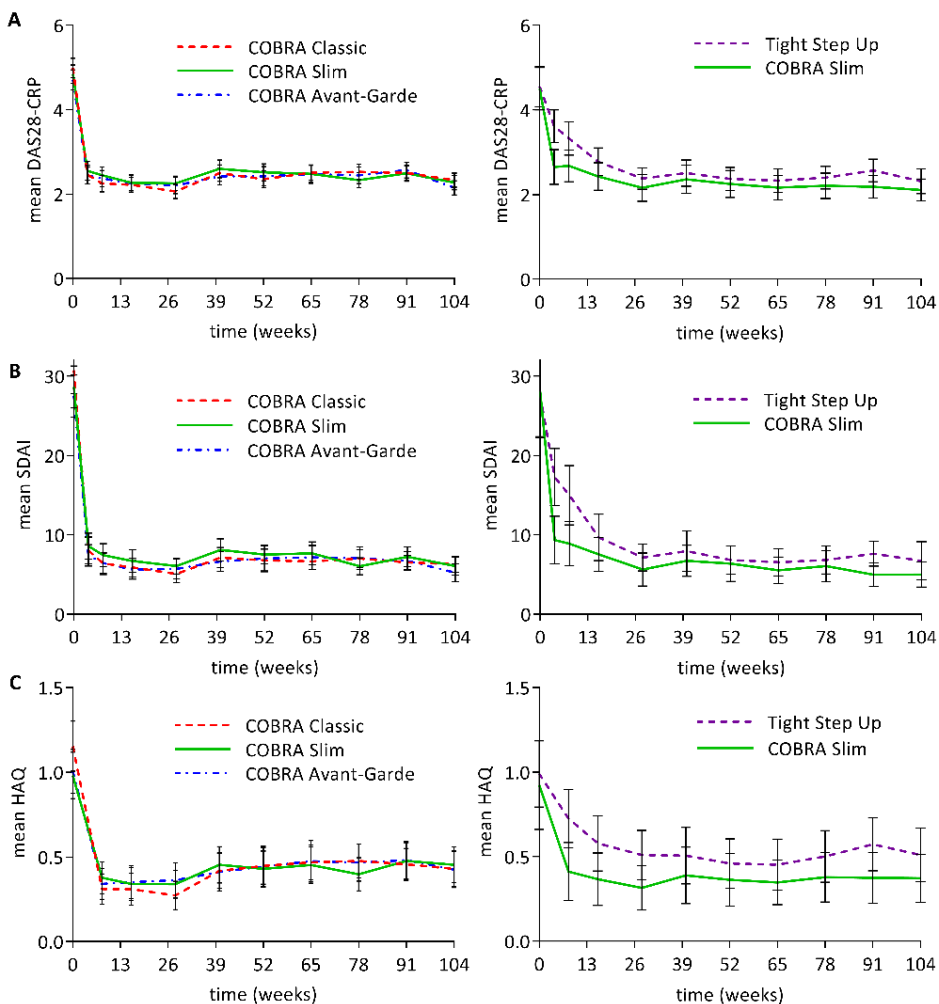 A
6
4
2
0
mean DAS28-CRP
COBRA Classic
COBRA Slim
COBRA Avant-Garde
0 13 26 39 52 65 78 91 104
time (weeks)
6
4
2
0
mean DAS28-CRP
Tight Step Up
COBRA Slim
0 13 26 39 52 65 78 91 104
time (weeks)
B
30
20
10
0
mean SDAI
COBRA Classic
COBRA Slim
COBRA Avant-Garde
0 13 26 39 52 65 78 91 104
time (weeks)
30
20
10
0
mean SDAI
Tight Step Up
COBRA Slim
0 13 26 39 52 65 78 91 104
time (weeks)
C
1.5
1.0
0.5
0.0
mean HAQ
COBRA Classic
COBRA Slim
COBRA Avant-Garde
0 13 26 39 52 65 78 91 104
time (weeks)
1.5
1.0
0.5
0.0
mean HAQ
Tight Step Up
COBRA Slim
0 13 26 39 52 65 78 91 104
time (weeks)